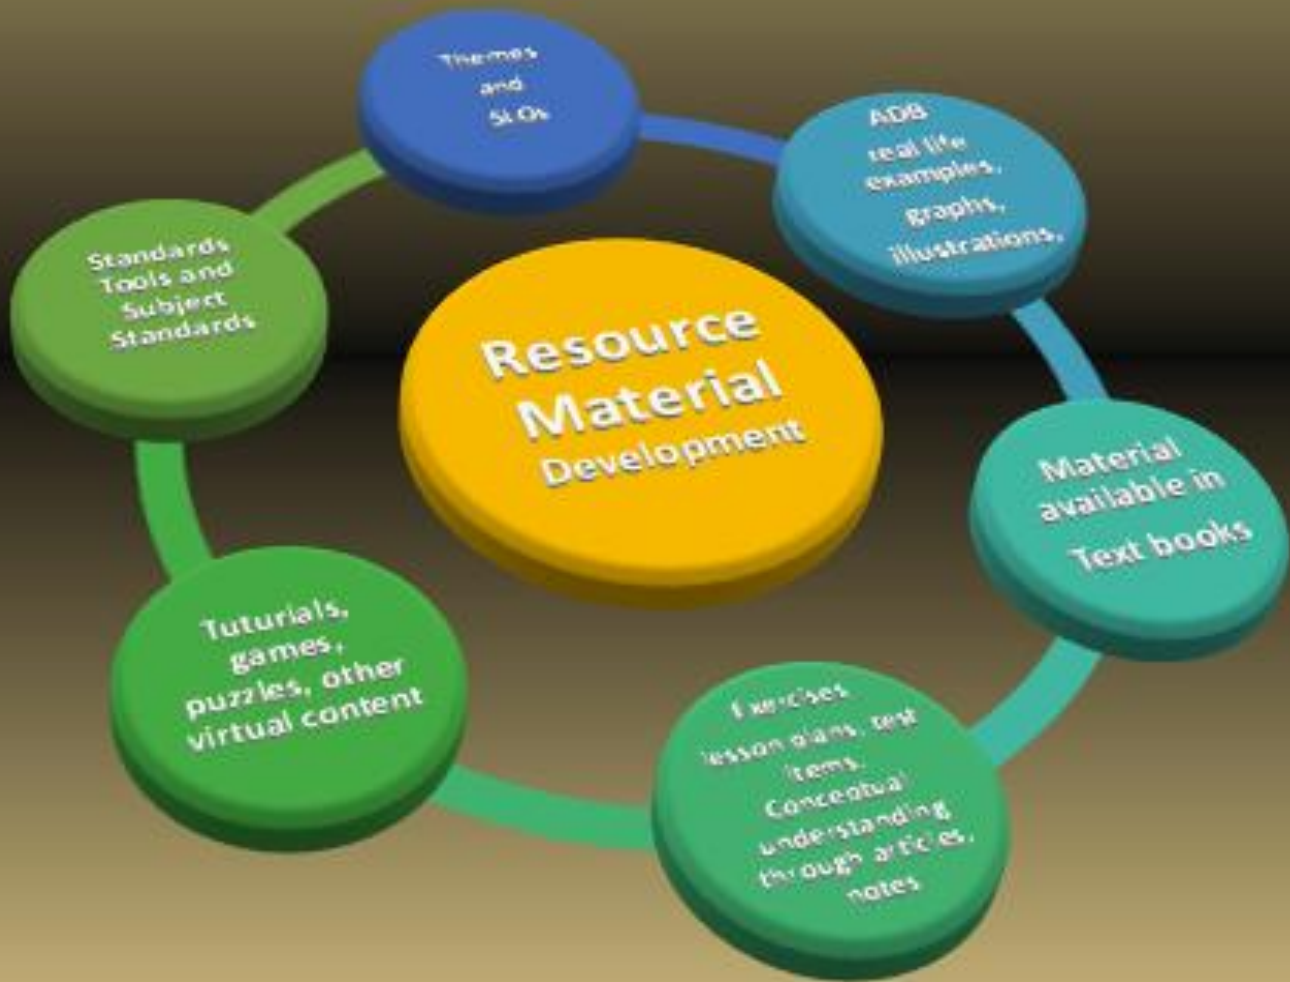 Themes
and
SLOs
ADB
real life
examples,
graphs,
illustrations,
Material
available in
Text books
Exercises
lesson plans, test
items.
Conceptual
understanding
through articles,
notes
Tuturials,
games,
puzzles, other
virtual content
Standards
Tools and
Subject
Standards
Resource
Material
Development